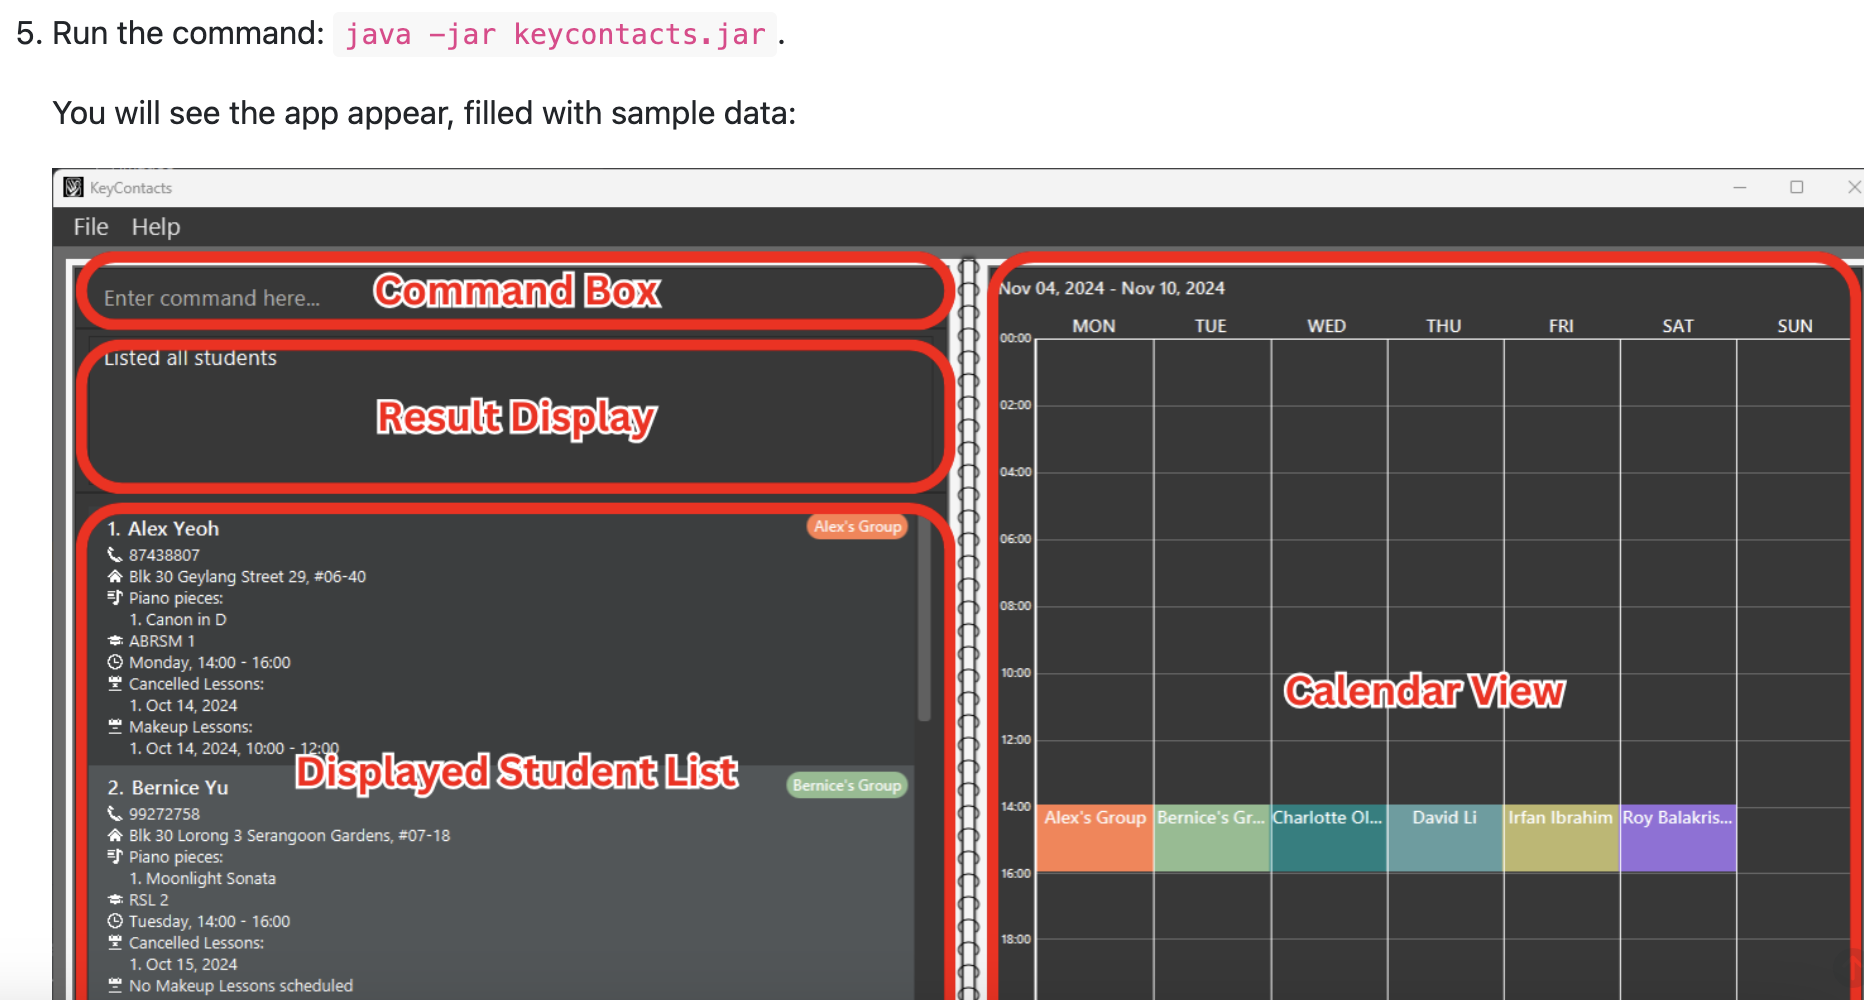 5. Run the command: java -jar keycontacts.jar.
You will see the app appear, filled with sample data:
KeyContacts
File Help
Enter command here...
Command Box
Listed all students
Result Display
1. Alex Yeoh
Alex's Group
87438807
Blk 30 Geylang Street 29, #06-40
Piano pieces:
1. Canon in D
ABRSM 1
Monday, 14:00 - 16:00
Cancelled Lessons:
1. Oct 14, 2024
Makeup Lessons:
1. Oct 14, 2024, 10:00 - 12:00
Displayed Student List
2. Bernice Yu
Bernice's Group
99272758
Blk 30 Lorong 3 Serangoon Gardens, #07-18
Piano pieces:
1. Moonlight Sonata
RSL 2
Tuesday, 14:00 - 16:00
Cancelled Lessons:
1. Oct 15, 2024
No Makeup Lessons scheduled
Nov 04, 2024 - Nov 10, 2024
MON TUE WED THU FRI SAT SUN
00:00
02:00
04:00
06:00
08:00
10:00
Calendar View
12:00
14:00
Alex's Group Bernice's Gr... Charlotte Ol... David Li Irfan Ibrahim Roy Balakris...
16:00
18:00